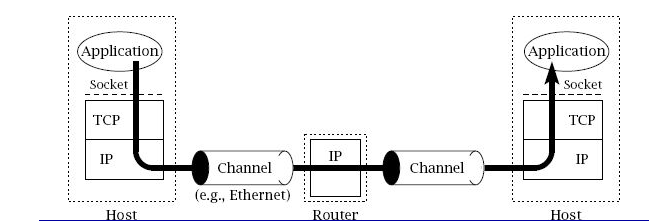 Application
Socket
TCP
IP
Host
Channel
(e.g., Ethernet)
IP
Router
Channel
Application
Socket
TCP
IP
Host